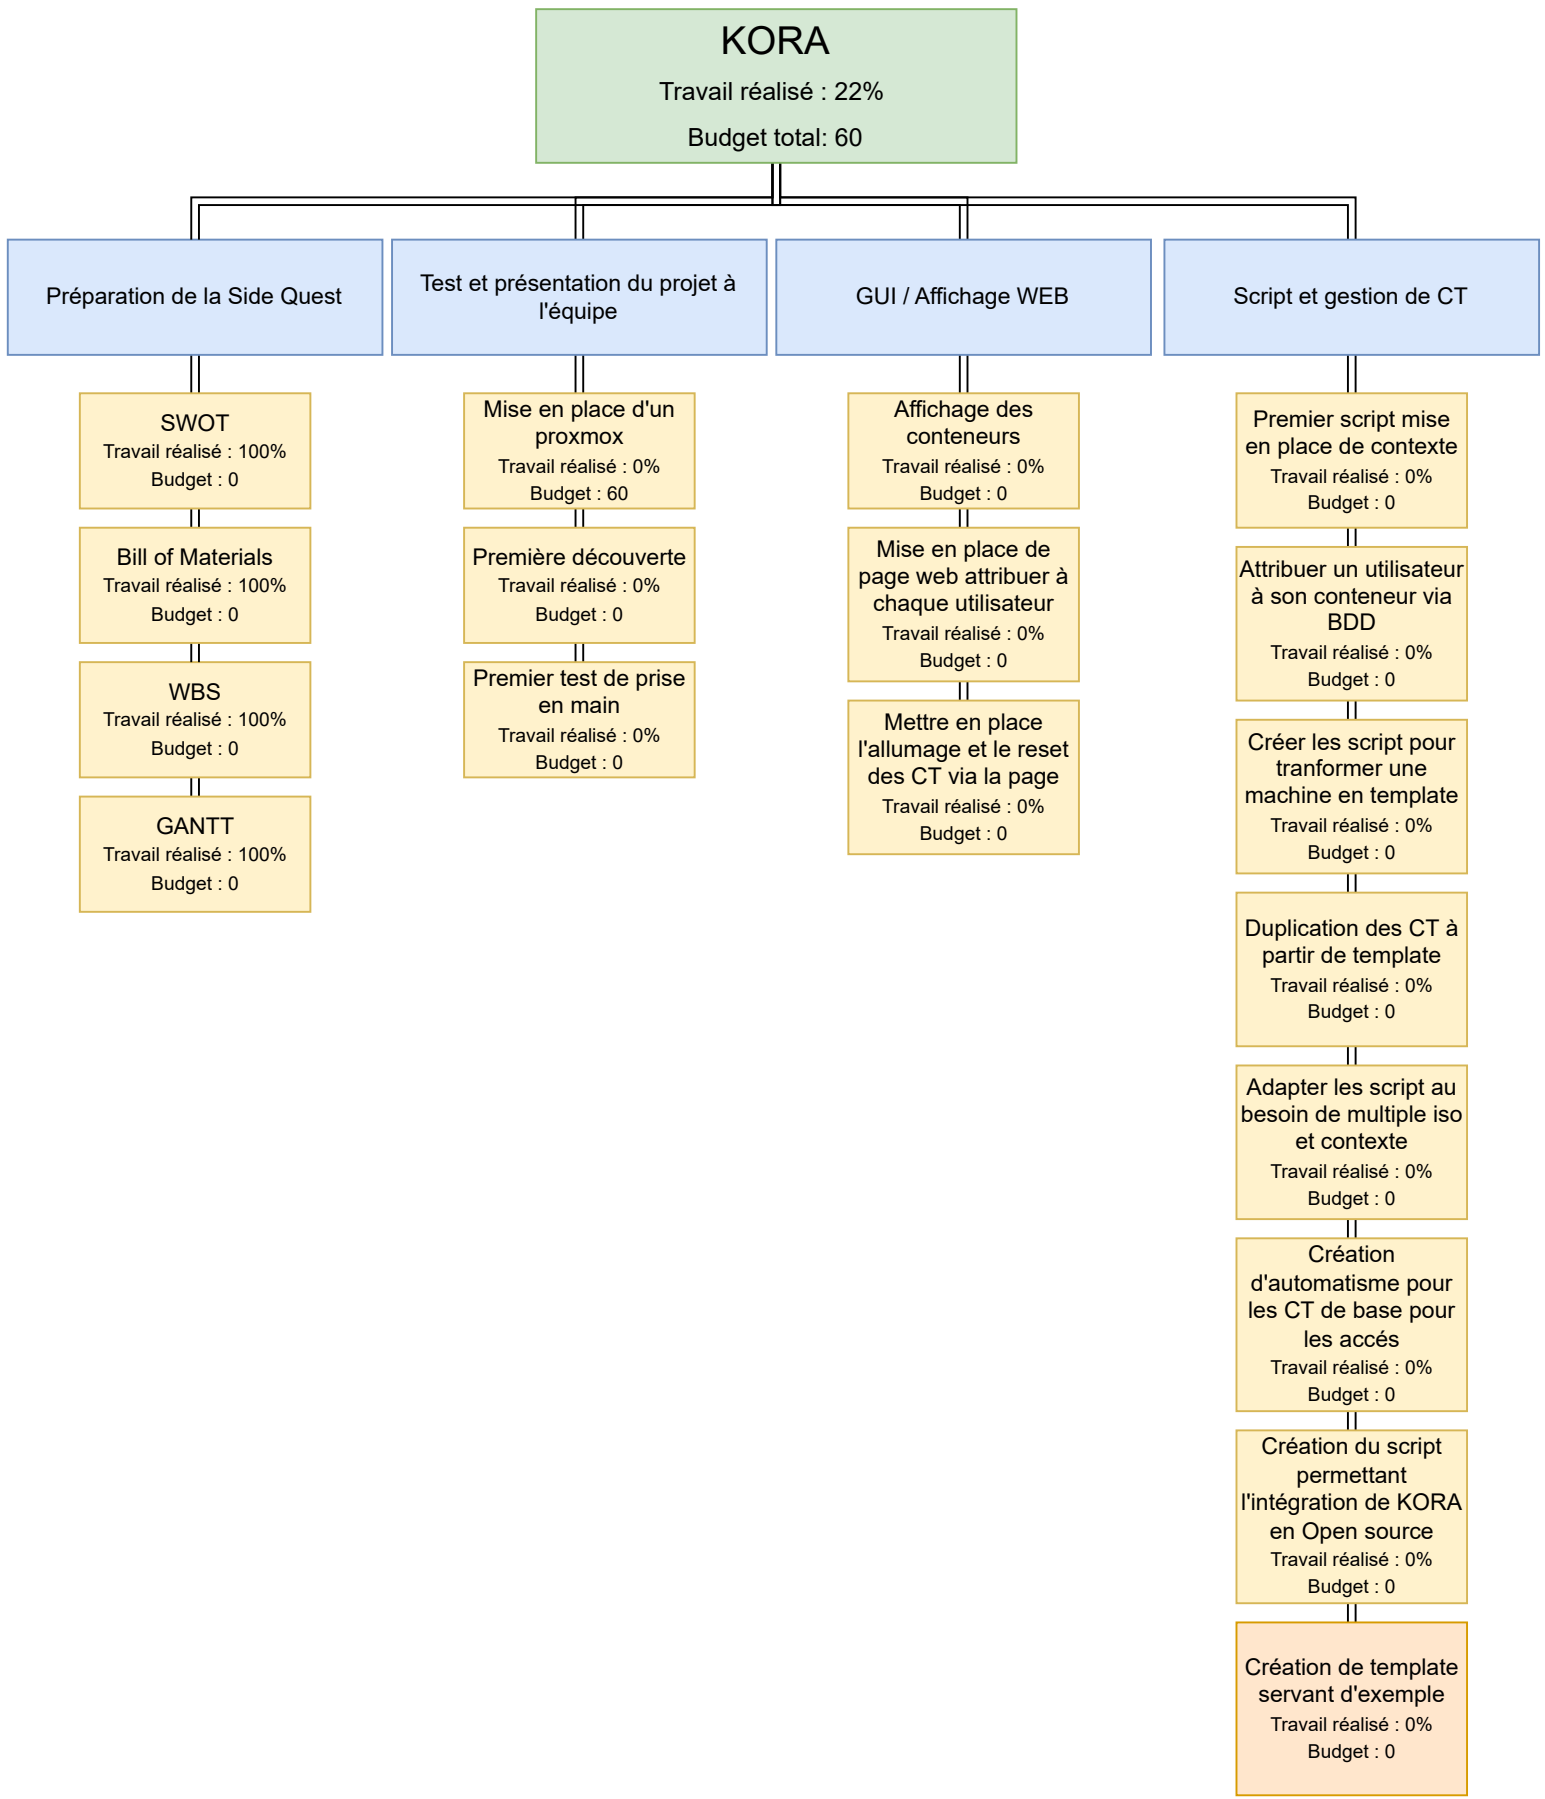 KORA
Travail réalisé : 22%
Budget total: 60
Préparation de la Side Quest
Test et présentation du projet à
l'équipe
GUI / Affichage WEB
Script et gestion de CT
SWOT
Travail réalisé : 100%
Budget : 0
Bill of Materials
Travail réalisé : 100%
Budget : 0
WBS
Travail réalisé : 100%
Budget : 0
GANTT
Travail réalisé : 100%
Budget : 0
Mise en place d'un
proxmox
Travail réalisé : 0%
Budget : 60
Première découverte
Travail réalisé : 0%
Budget : 0
Premier test de prise
en main
Travail réalisé : 0%
Budget : 0
Affichage des
conteneurs
Travail réalisé : 0%
Budget : 0
Mise en place de
page web attribuer à
chaque utilisateur
Travail réalisé : 0%
Budget : 0
Mettre en place
l'allumage et le reset
des CT via la page
Travail réalisé : 0%
Budget : 0
Premier script mise
en place de contexte
Travail réalisé : 0%
Budget : 0
Attribuer un utilisateur
à son conteneur via
BDD
Travail réalisé : 0%
Budget : 0
Créer les script pour
tranformer une
machine en template
Travail réalisé : 0%
Budget : 0
Duplication des CT à
partir de template
Travail réalisé : 0%
Budget : 0
Adapter les script au
besoin de multiple iso
et contexte
Travail réalisé : 0%
Budget : 0
Création
d'automatisme pour
les CT de base pour
les accés
Travail réalisé : 0%
Budget : 0
Création du script
permettant
l'intégration de KORA
en Open source
Travail réalisé : 0%
Budget : 0
Création de template
servant d'exemple
Travail réalisé : 0%
Budget : 0